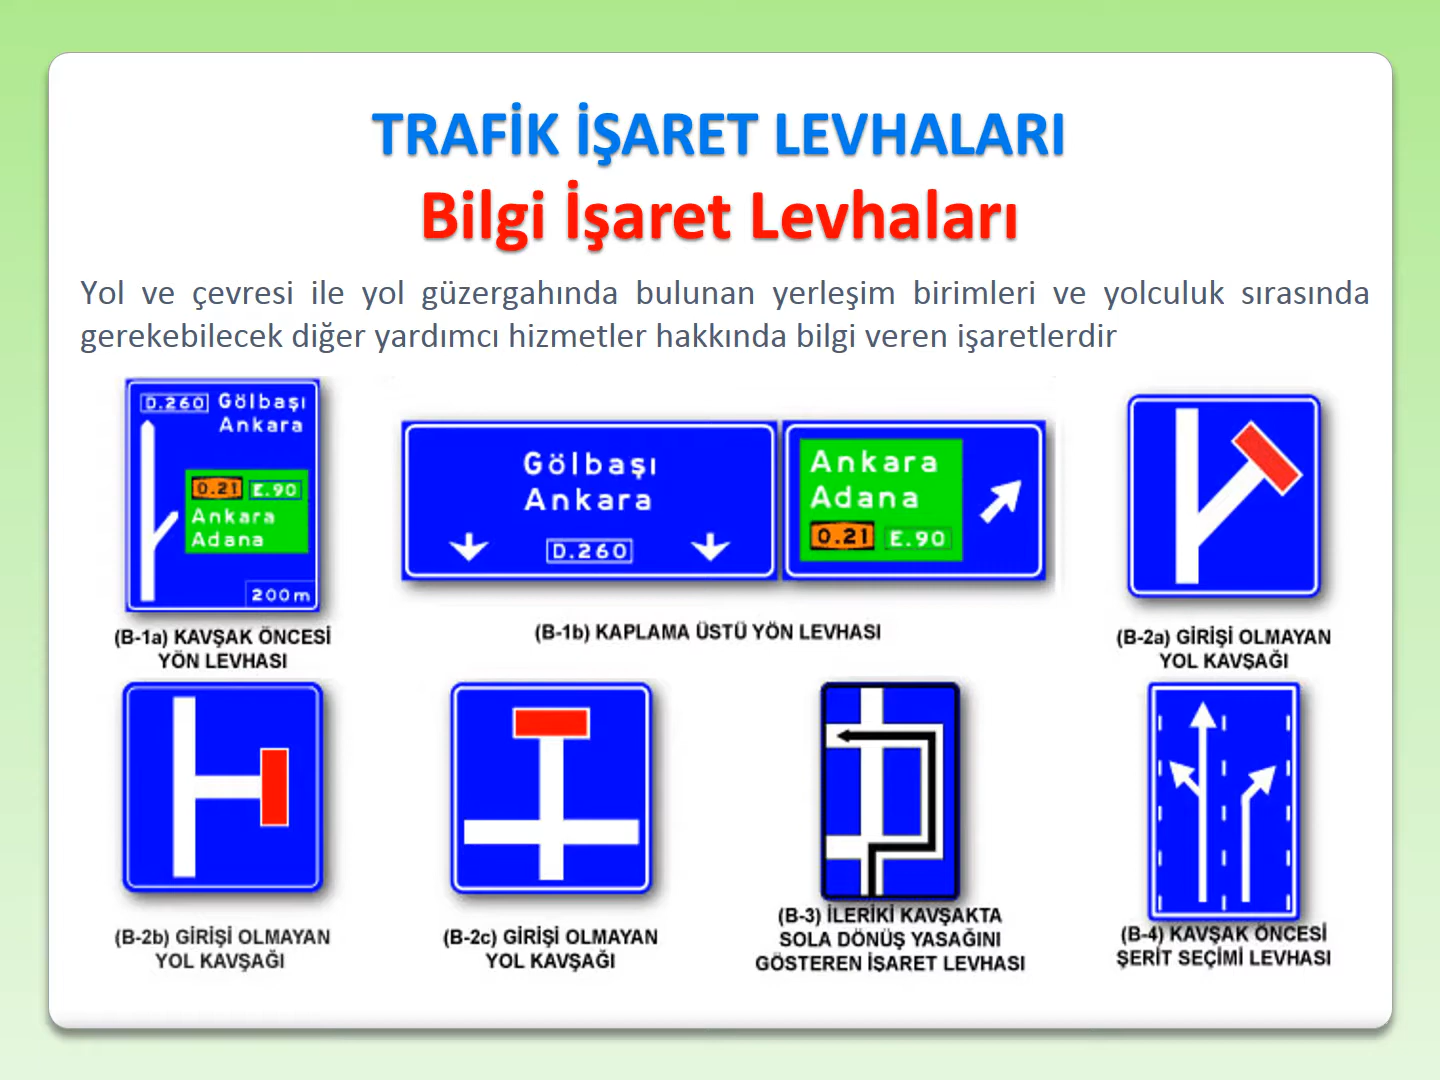 TRAFİK İŞARET LEVHALARI
Bilgi İşaret Levhaları
Yol ve çevresi ile yol güzergahında bulunan yerleşim birimleri ve yolculuk sırasında
gerekebilecek diğer yardımcı hizmetler hakkında bilgi veren işaretlerdir
D.260 Gölbaşı
Ankara
O.21 E.90
Ankara
Adana
200m
(B-1a) KAVŞAK ÖNCESİ
YÖN LEVHASI
Gölbaşı
Ankara
D.260
Ankara
Adana
O.21 E.90
(B-1b) KAPLAMA ÜSTÜ YÖN LEVHASI
(B-2a) GİRİŞİ OLMAYAN
YOL KAVŞAĞI
(B-2b) GİRİŞİ OLMAYAN
YOL KAVŞAĞI
(B-2c) GİRİŞİ OLMAYAN
YOL KAVŞAĞI
(B-3) İLERİKİ KAVŞAKTA
SOLA DÖNÜŞ YASAĞINI
GÖSTEREN İŞARET LEVHASI
(B-4) KAVŞAK ÖNCESİ
ŞERİT SEÇİMİ LEVHASI